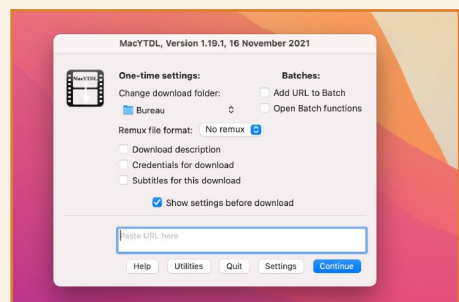 MacYTDL, Version 1.19.1, 16 November 2021
MacYTDL
One-time settings:
Batches:
Change download folder:
Add URL to Batch
Bureau
Open Batch functions
Remux file format: No remux
Download description
Credentials for download
Subtitles for this download
Show settings before download
Paste URL here
Help Utilities Quit Settings Continue